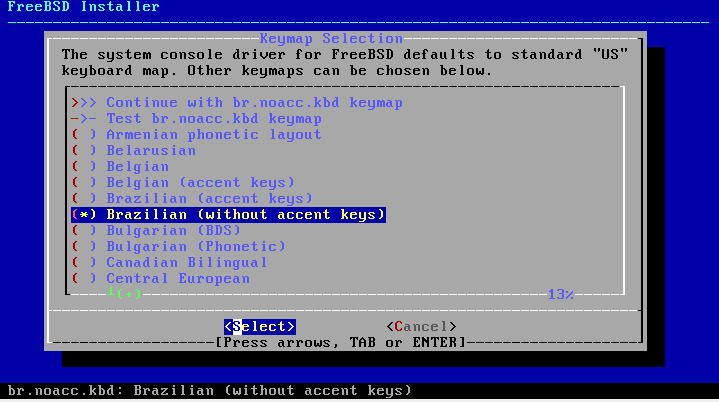 FreeBSD Installer
Keymap Selection
The system console driver for FreeBSD defaults to standard "US"
keyboard map. Other keymaps can be chosen below.
>>> Continue with br.noacc.kbd keymap
->- Test br.noacc.kbd keymap
( ) Armenian phonetic layout
( ) Belarusian
( ) Belgian
( ) Belgian (accent keys)
( ) Brazilian (accent keys)
(*) Brazilian (without accent keys)
( ) Bulgarian (BDS)
( ) Bulgarian (Phonetic)
( ) Canadian Bilingual
( ) Central European
┴(+) 13%
<Select> <Cancel>
[Press arrows, TAB or ENTER]
br.noacc.kbd: Brazilian (without accent keys)